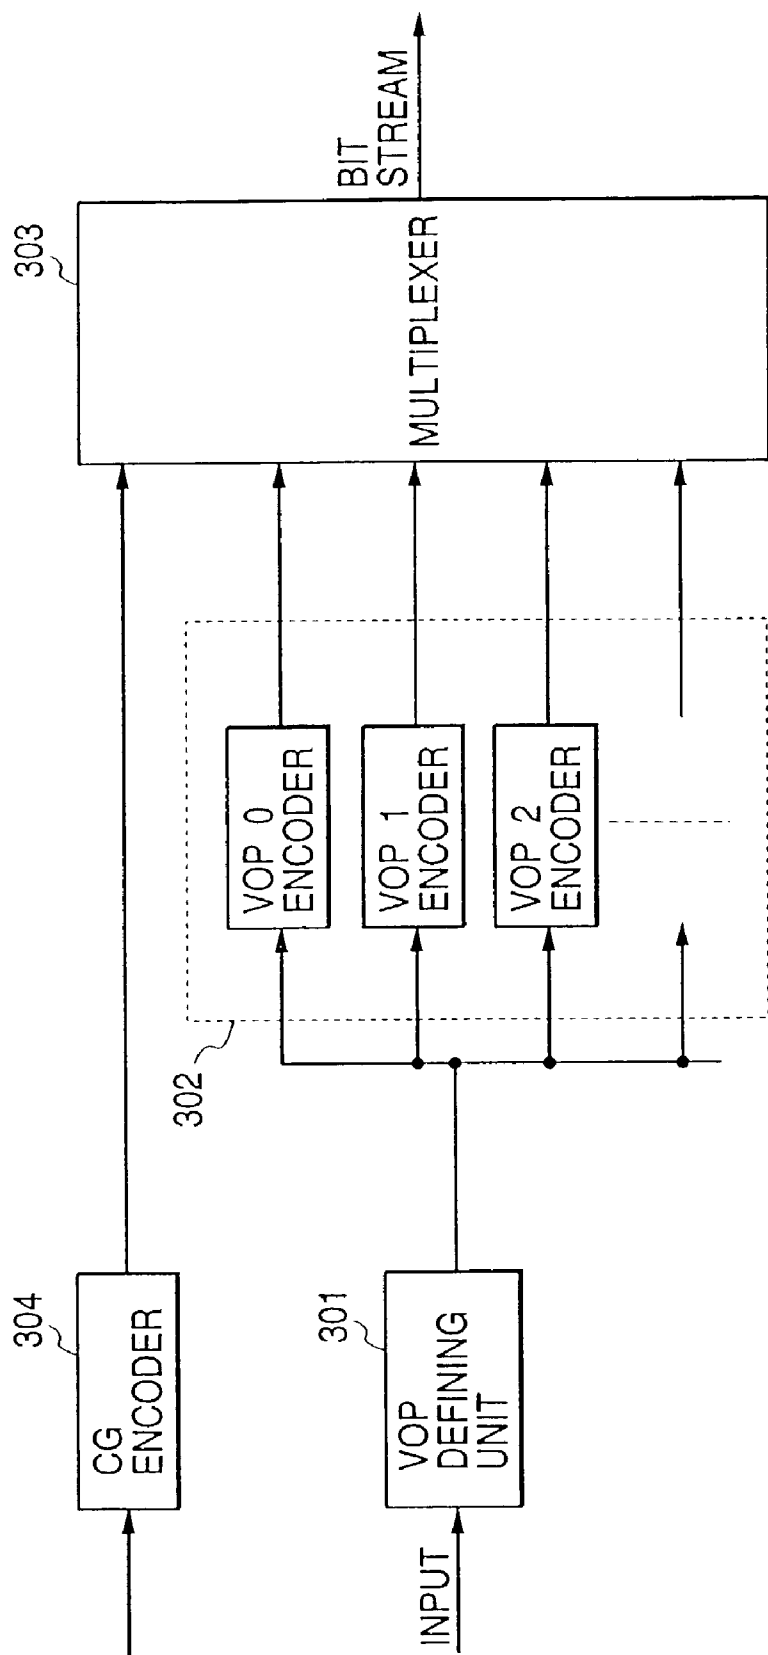 304
CG
ENCODER
INPUT
301
VOP
DEFINING
UNIT
302
VOP 0
ENCODER
VOP 1
ENCODER
VOP 2
ENCODER
303
MULTIPLEXER
BIT
STREAM